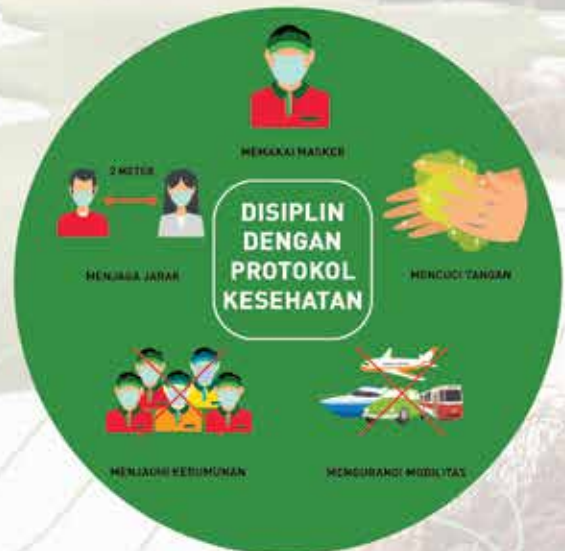 MEMAKAI MASKER
2 METER
MENJAGA JARAK
DISIPLIN
DENGAN
PROTOKOL
KESEHATAN
MENCUCI TANGAN
MENJAUHI KERUMUNAN
MENGURANGI MOBILITAS